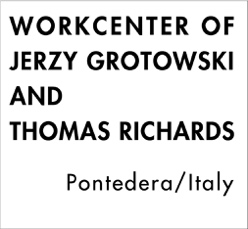 WORKCENTER OF
JERZY GROTOWSKI
AND
THOMAS RICHARDS
Pontedera/Italy